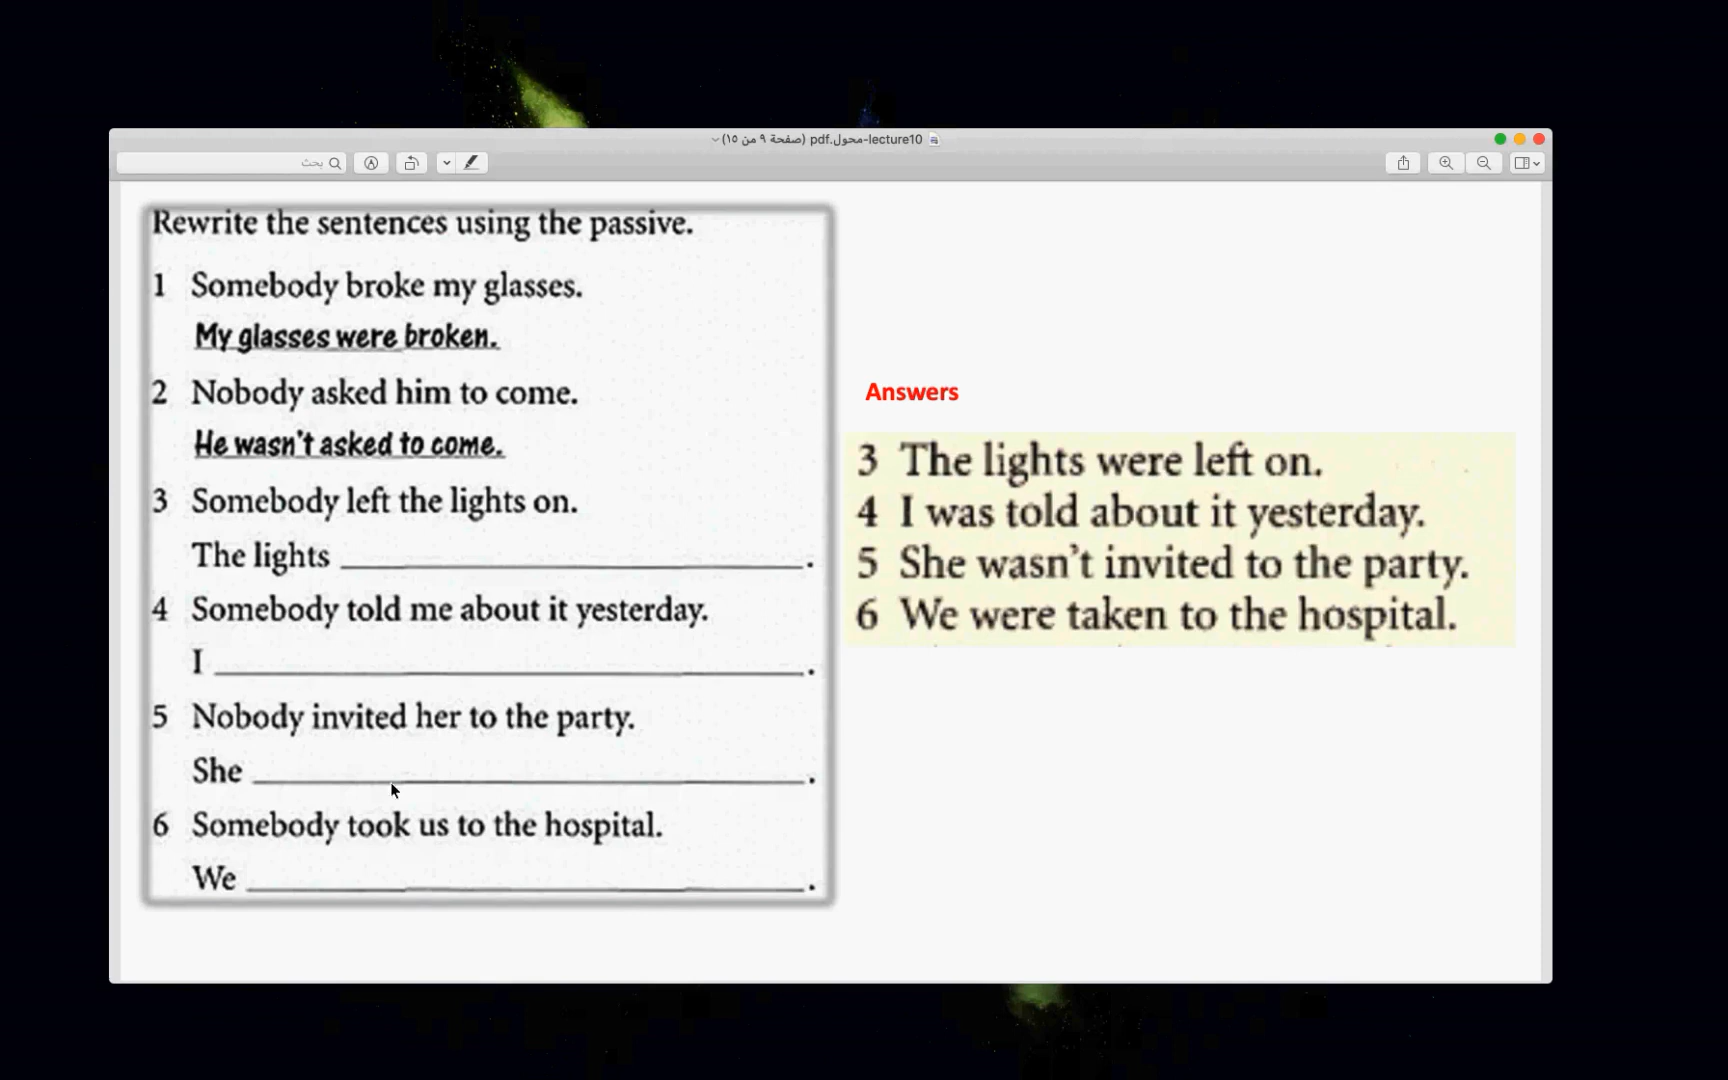 lecture10-محول.pdf (صفحة ٩ من ١٥)
بحث
Rewrite the sentences using the passive.
1 Somebody broke my glasses.
My glasses were broken.
2 Nobody asked him to come.
He wasn't asked to come.
3 Somebody left the lights on.
The lights ____________________.
4 Somebody told me about it yesterday.
I ____________________.
5 Nobody invited her to the party.
She ____________________.
6 Somebody took us to the hospital.
We ____________________.
Answers
3 The lights were left on.
4 I was told about it yesterday.
5 She wasn't invited to the party.
6 We were taken to the hospital.